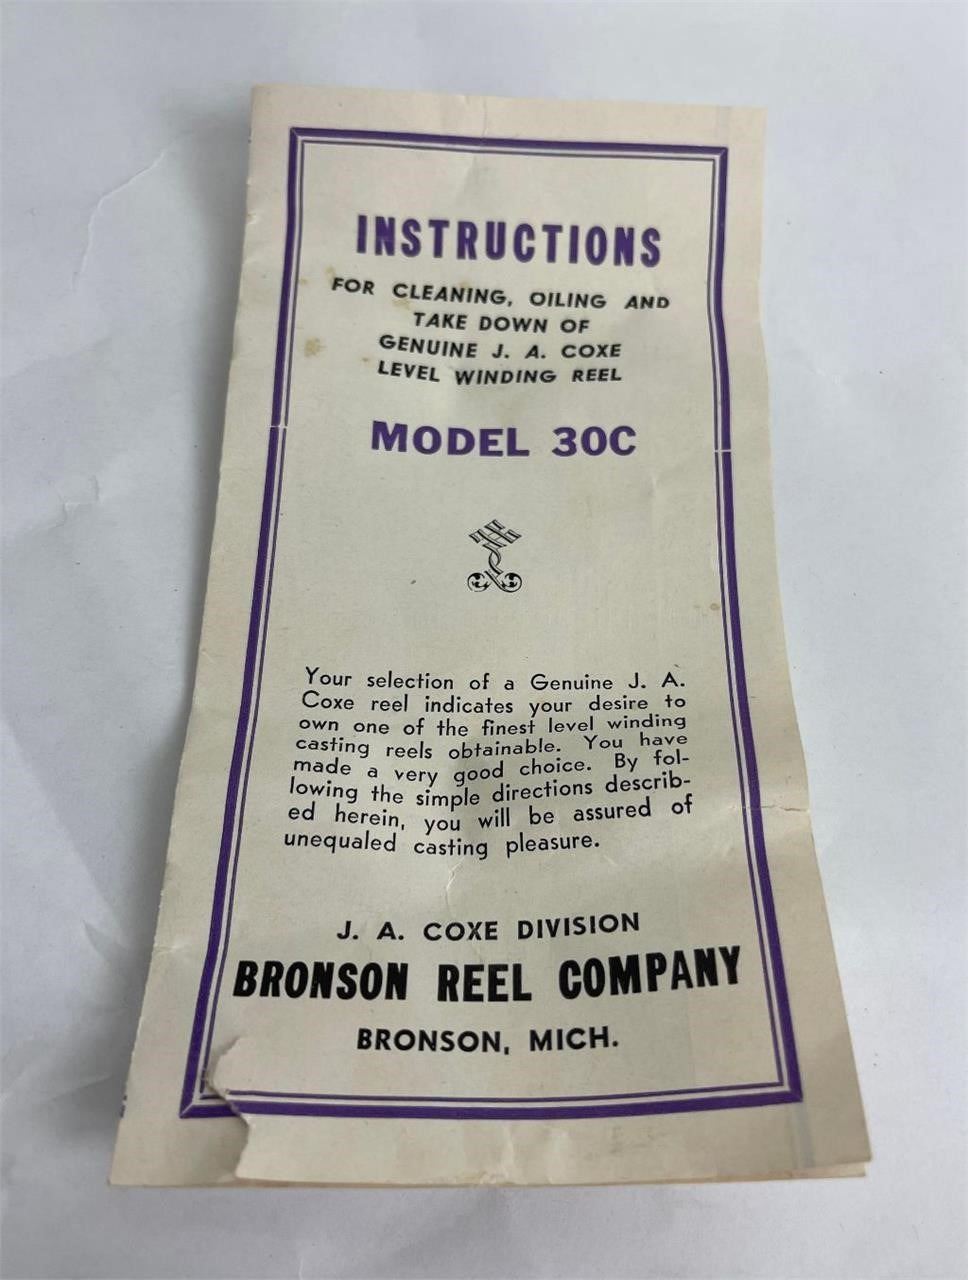 INSTRUCTIONS
FOR CLEANING, OILING AND
TAKE DOWN OF
GENUINE J. A. COXE
LEVEL WINDING REEL
MODEL 30C
Your selection of a Genuine J. A.
Coxe reel indicates your desire to
own one of the finest level winding
casting reels obtainable. You have
made a very good choice. By fol-
lowing the simple directions describ-
ed herein, you will be assured of
unequaled casting pleasure.
J. A. COXE DIVISION
BRONSON REEL COMPANY
BRONSON, MICH.